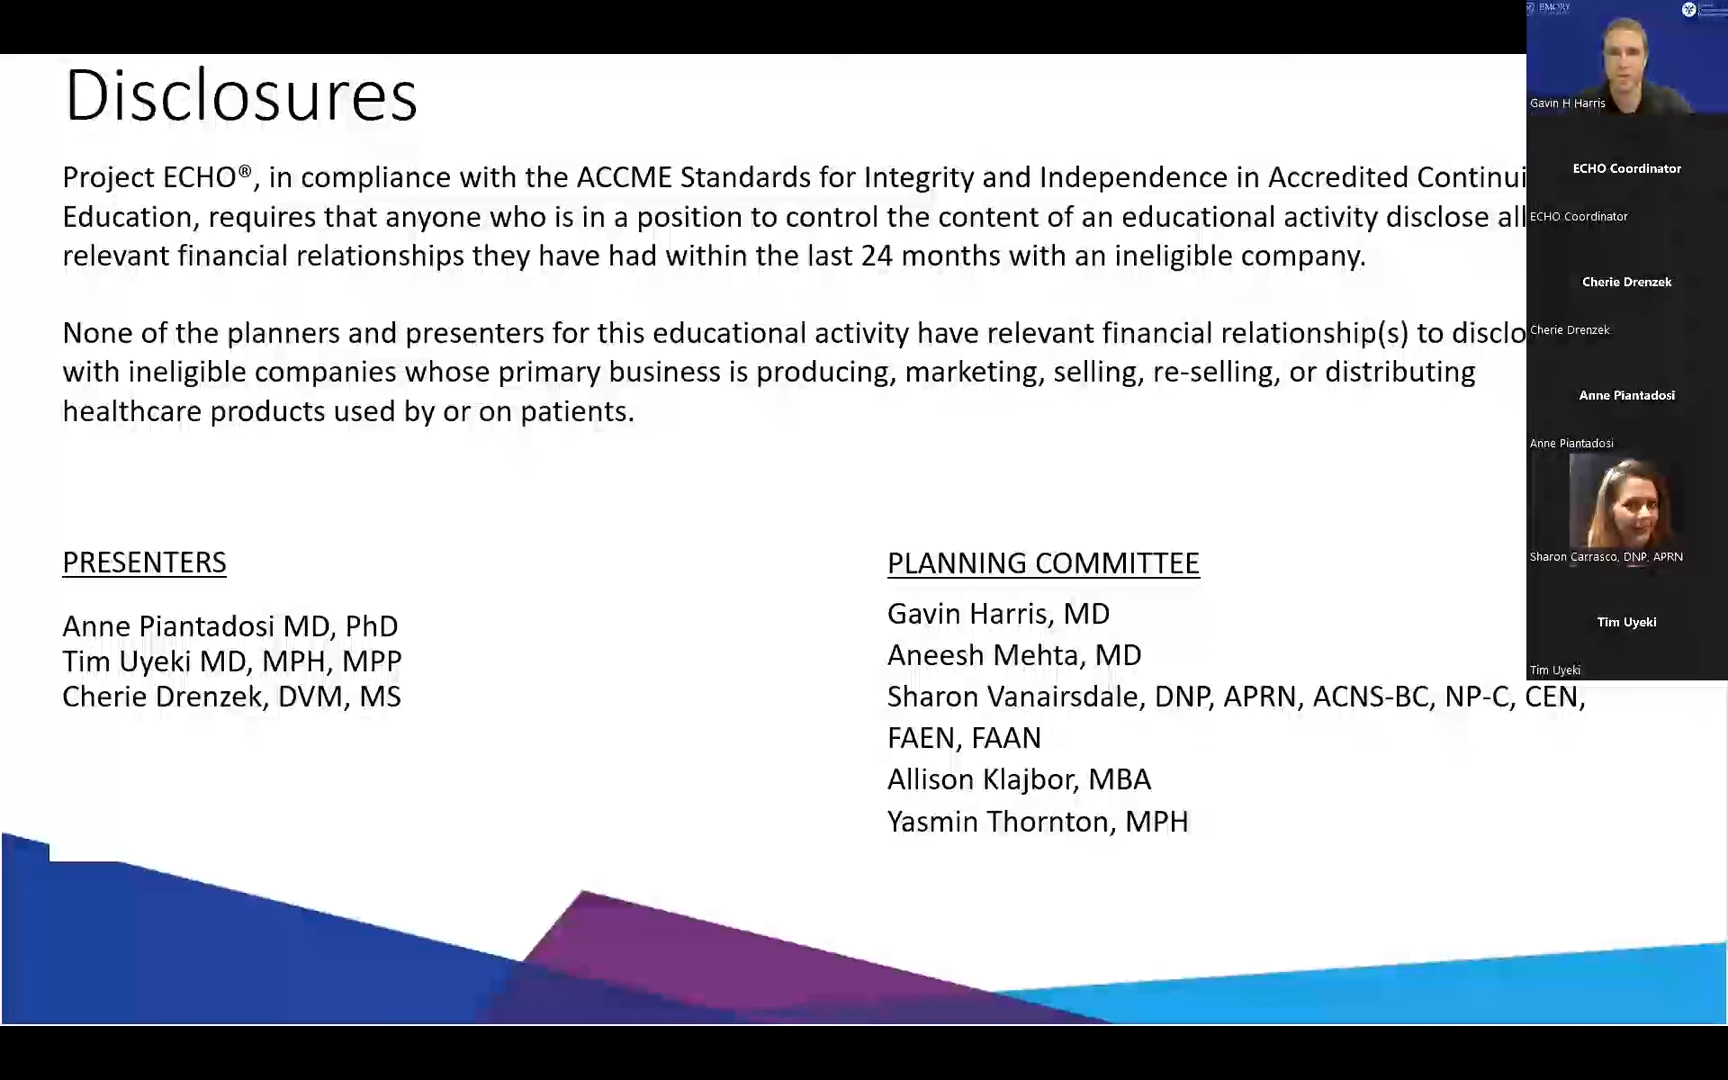 Disclosures
Project ECHO®, in compliance with the ACCME Standards for Integrity and Independence in Accredited Continui
Education, requires that anyone who is in a position to control the content of an educational activity disclose all
relevant financial relationships they have had within the last 24 months with an ineligible company.
None of the planners and presenters for this educational activity have relevant financial relationship(s) to disclo
with ineligible companies whose primary business is producing, marketing, selling, re-selling, or distributing
healthcare products used by or on patients.
PRESENTERS
Anne Piantadosi MD, PhD
Tim Uyeki MD, MPH, MPP
Cherie Drenzek, DVM, MS
PLANNING COMMITTEE
Gavin Harris, MD
Aneesh Mehta, MD
Sharon Vanairsdale, DNP, APRN, ACNS-BC, NP-C, CEN,
FAEN, FAAN
Allison Klajbor, MBA
Yasmin Thornton, MPH
EMORY
Gavin H Harris
ECHO Coordinator
ECHO Coordinator
Cherie Drenzek
Cherie Drenzek
Anne Piantadosi
Anne Piantadosi
Sharon Carrasco, DNP, APRN
Tim Uyeki
Tim Uyeki